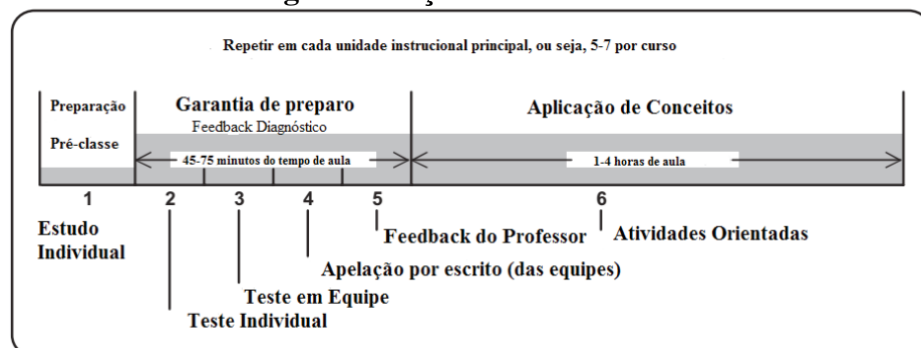 Repetir em cada unidade instrucional principal, ou seja, 5-7 por curso
Preparação
Pré-classe
Garantia de preparo
Feedback Diagnóstico
45-75 minutos do tempo de aula
Aplicação de Conceitos
1-4 horas de aula
1
2
3
4
5
6
Estudo
Individual
Feedback do Professor
Atividades Orientadas
Apelação por escrito (das equipes)
Teste em Equipe
Teste Individual